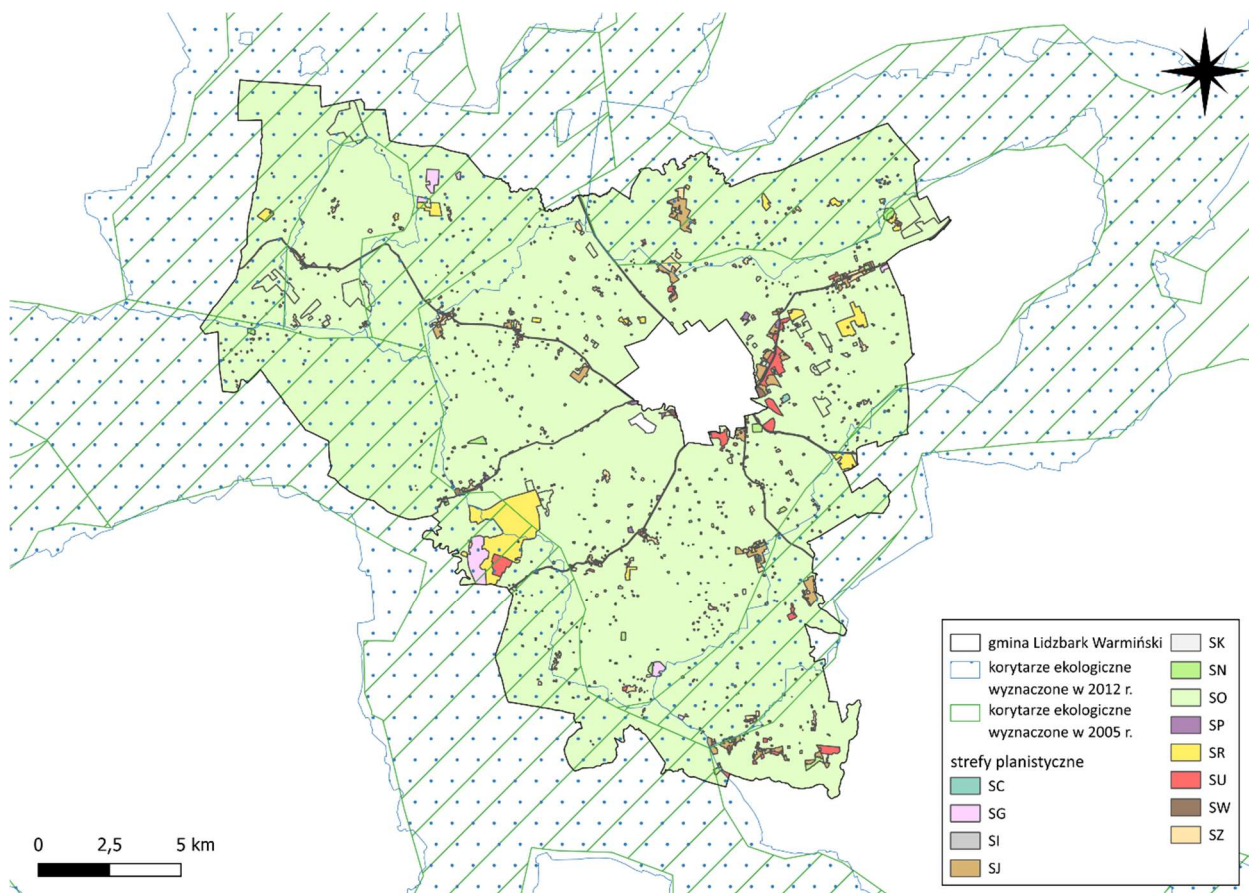 gmina Lidzbark Warmiński
korytarze ekologiczne
wyznaczone w 2012 r.
korytarze ekologiczne
wyznaczone w 2005 r.
strefy planistyczne
SC
SG
SI
SJ
SK
SN
SO
SP
SR
SU
SW
SZ
0 2,5 5 km